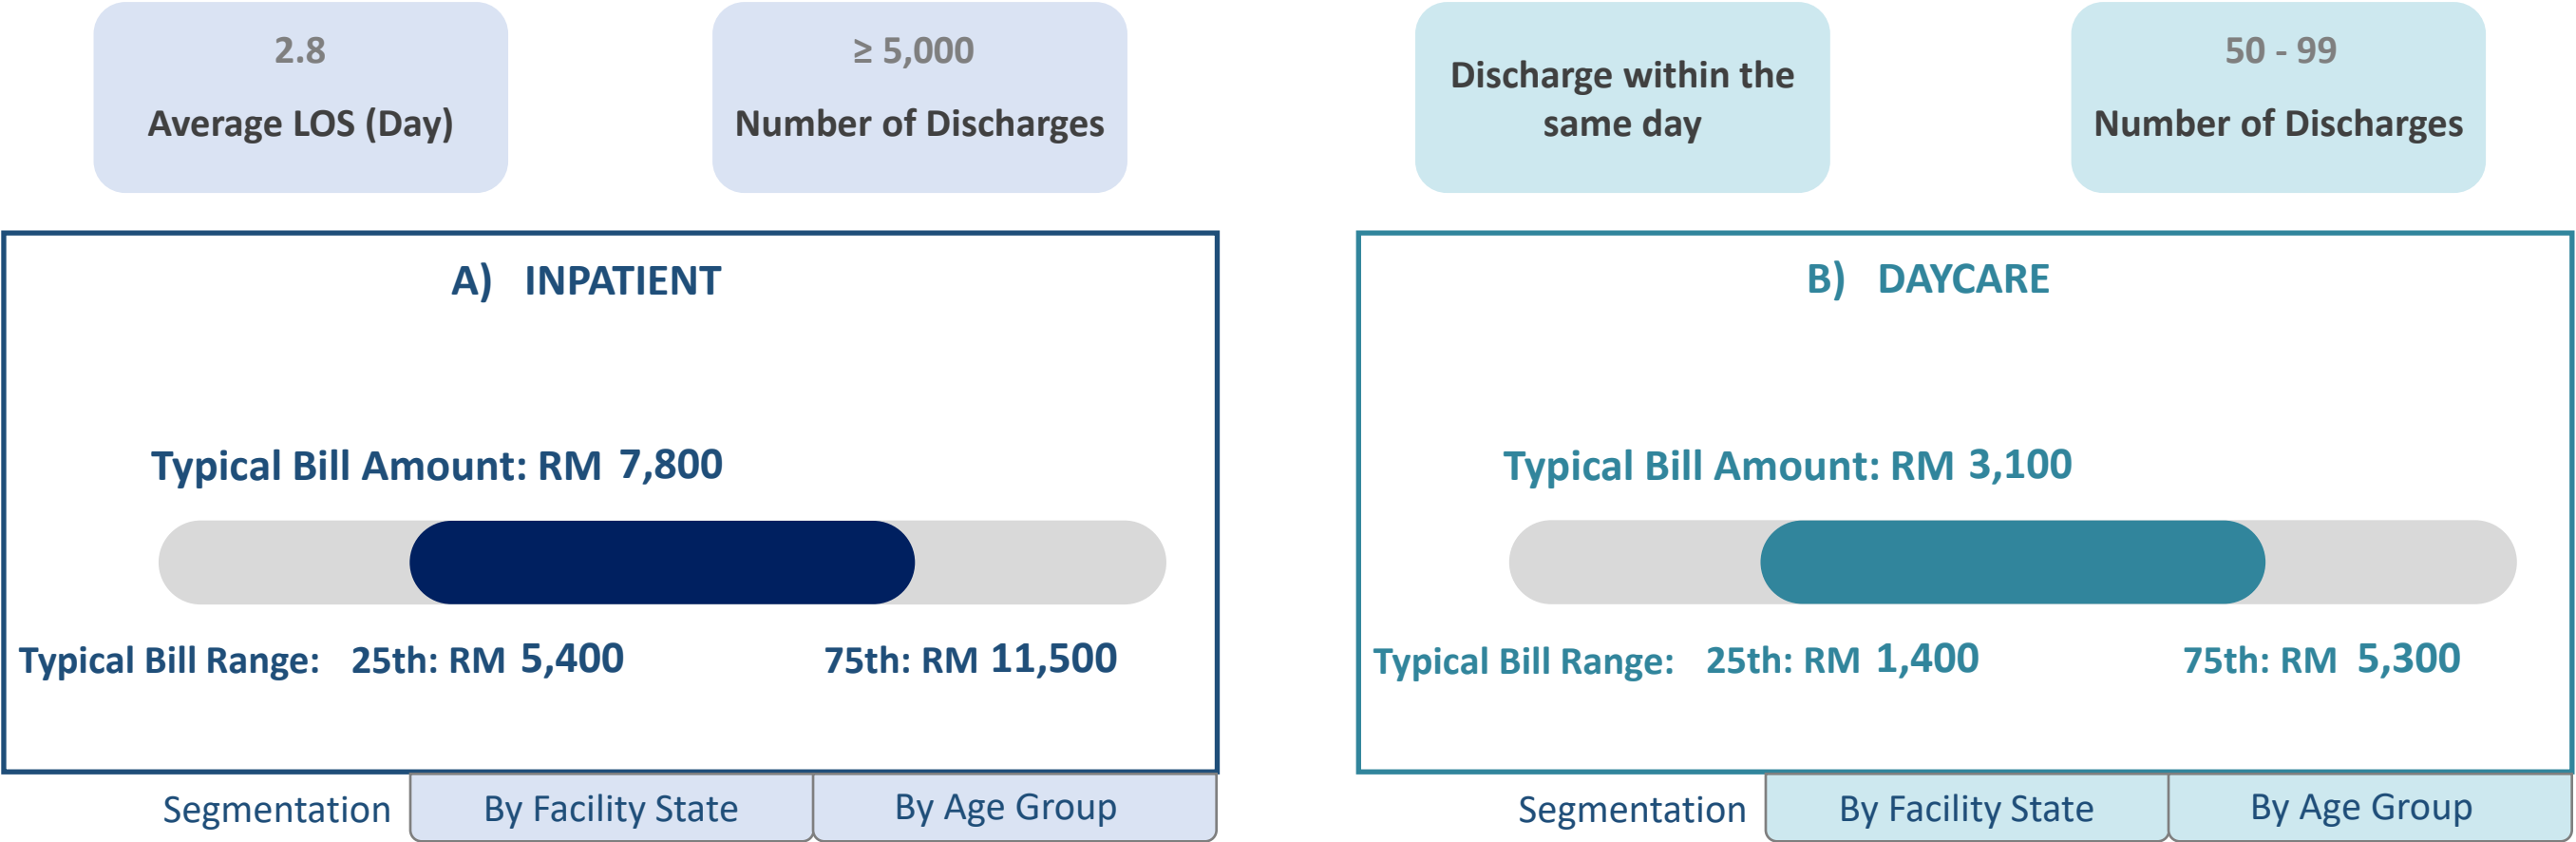 2.8
Average LOS (Day)
≥ 5,000
Number of Discharges
Discharge within the
same day
50 - 99
Number of Discharges
A) INPATIENT
Typical Bill Amount: RM 7,800
Typical Bill Range: 25th: RM 5,400 75th: RM 11,500
Segmentation By Facility State By Age Group
B) DAYCARE
Typical Bill Amount: RM 3,100
Typical Bill Range: 25th: RM 1,400 75th: RM 5,300
Segmentation By Facility State By Age Group